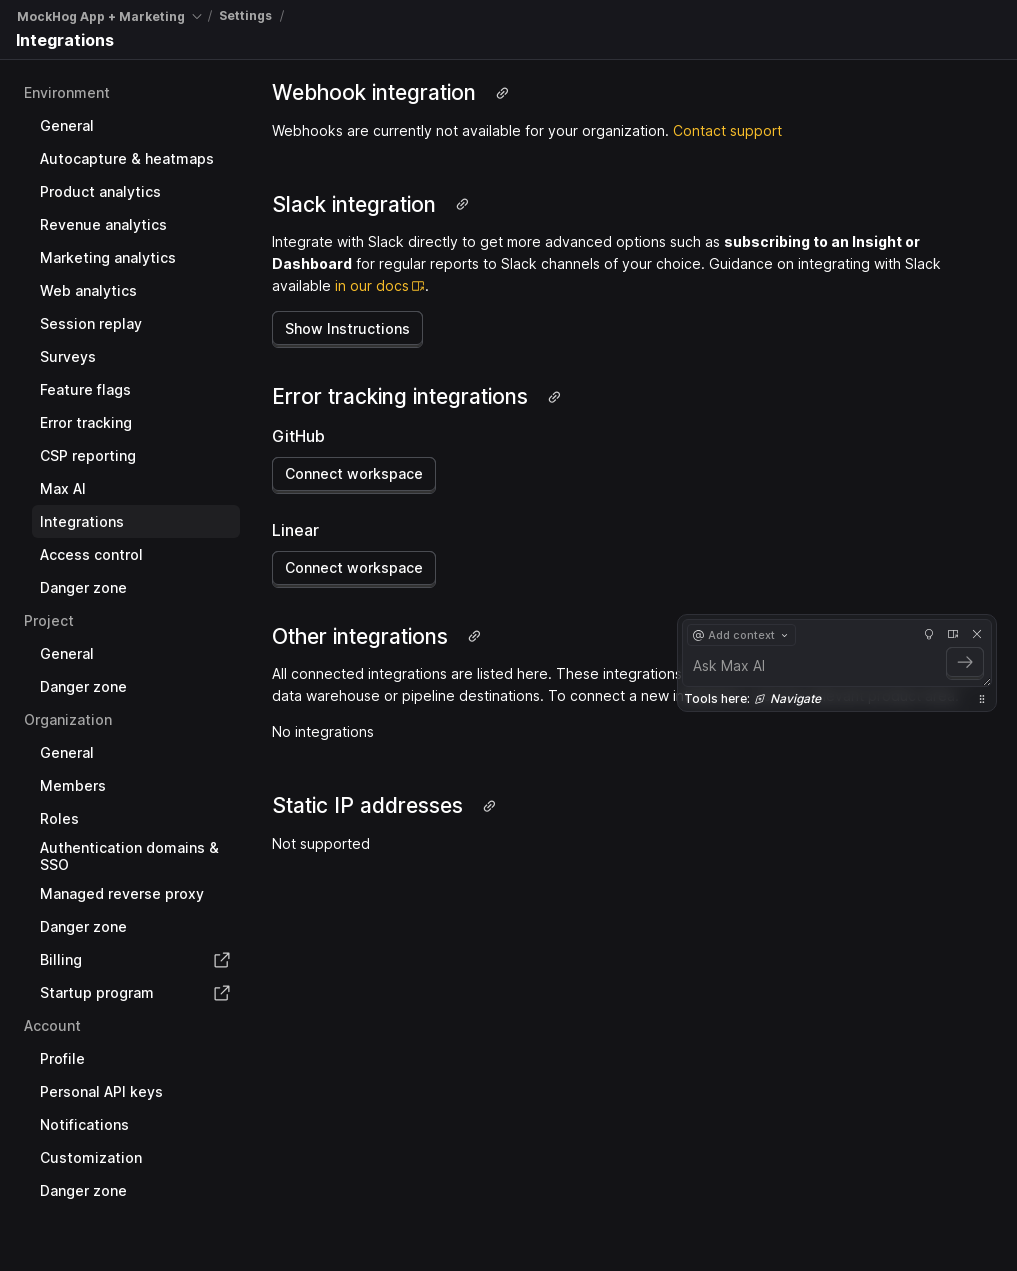 MockHog App + Marketing / Settings /
Integrations
Environment
General
Autocapture & heatmaps
Product analytics
Revenue analytics
Marketing analytics
Web analytics
Session replay
Surveys
Feature flags
Error tracking
CSP reporting
Max AI
Integrations
Access control
Danger zone
Project
General
Danger zone
Organization
General
Members
Roles
Authentication domains &
SSO
Managed reverse proxy
Danger zone
Billing
Startup program
Account
Profile
Personal API keys
Notifications
Customization
Danger zone
Webhook integration
Webhooks are currently not available for your organization. Contact support
Slack integration
Integrate with Slack directly to get more advanced options such as subscribing to an Insight or
Dashboard for regular reports to Slack channels of your choice. Guidance on integrating with Slack
available in our docs.
Show Instructions
Error tracking integrations
GitHub
Connect workspace
Linear
Connect workspace
Other integrations
All connected integrations are listed here. These integrations
data warehouse or pipeline destinations. To connect a new
No integrations
Static IP addresses
Not supported
@ Add context
Ask Max AI
Tools here: Navigate